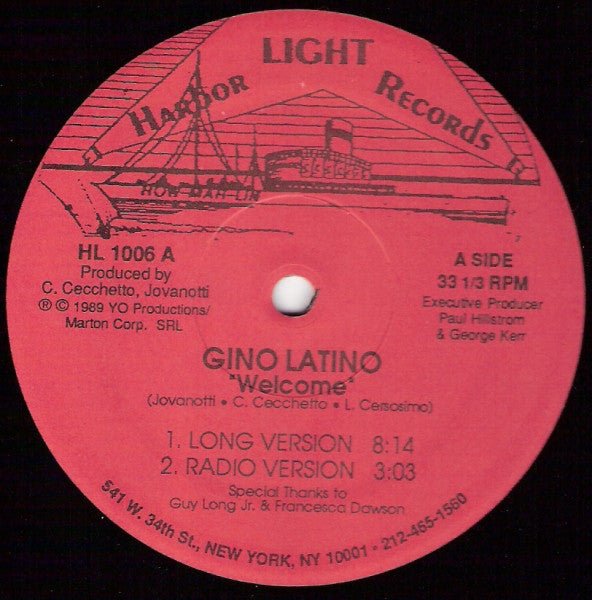 Harbor LIGHT Records
HOW-MAH-LIN
HL 1006 A
Produced by
C. Cecchetto, Jovanotti
℗ © 1989 YO Productions/
Marton Corp. SRL
A SIDE
33 1/3 RPM
Executive Producer
Paul Hillstrom
& George Kerr
GINO LATINO
"Welcome"
(Jovanotti • C. Cecchetto • L. Cersosimo)
1. LONG VERSION 8:14
2. RADIO VERSION 3:03
Special Thanks to
Guy Long Jr. & Francesca Dawson
541 W. 34th St., NEW YORK, NY 10001 • 212-465-1560